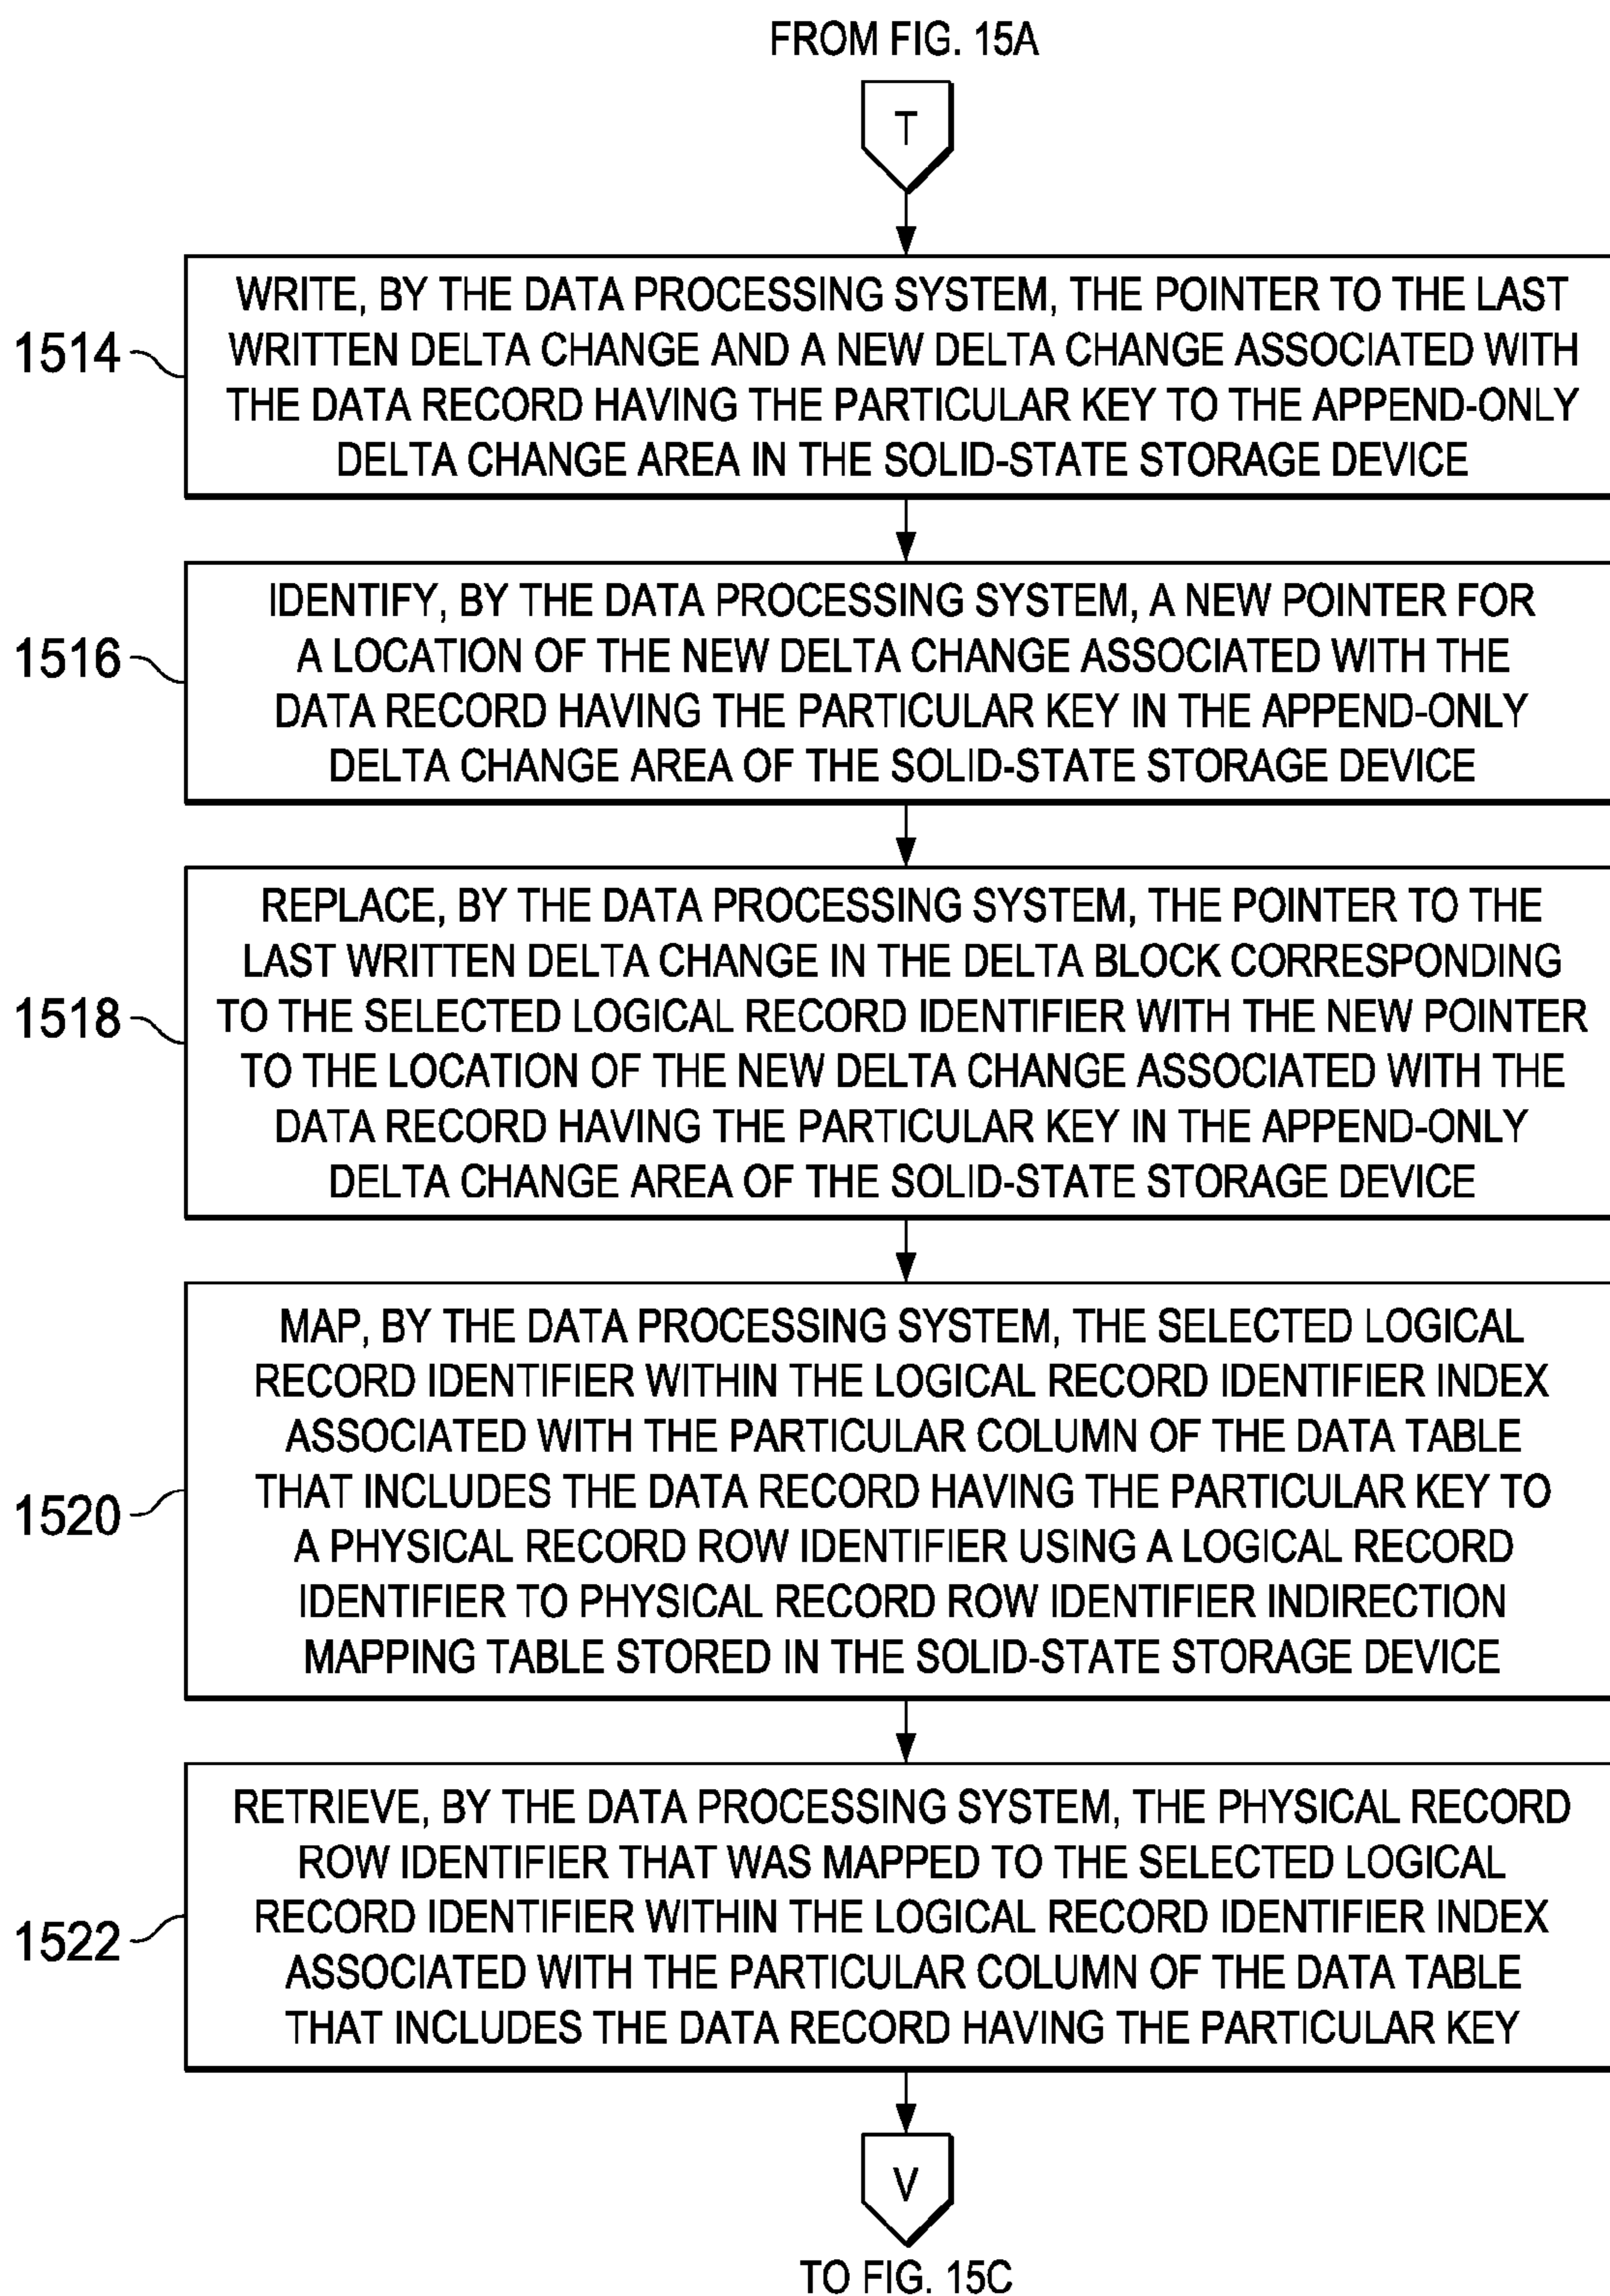 FROM FIG. 15A
T
1514
WRITE, BY THE DATA PROCESSING SYSTEM, THE POINTER TO THE LAST
WRITTEN DELTA CHANGE AND A NEW DELTA CHANGE ASSOCIATED WITH
THE DATA RECORD HAVING THE PARTICULAR KEY TO THE APPEND-ONLY
DELTA CHANGE AREA IN THE SOLID-STATE STORAGE DEVICE
1516
IDENTIFY, BY THE DATA PROCESSING SYSTEM, A NEW POINTER FOR
A LOCATION OF THE NEW DELTA CHANGE ASSOCIATED WITH THE
DATA RECORD HAVING THE PARTICULAR KEY IN THE APPEND-ONLY
DELTA CHANGE AREA OF THE SOLID-STATE STORAGE DEVICE
1518
REPLACE, BY THE DATA PROCESSING SYSTEM, THE POINTER TO THE
LAST WRITTEN DELTA CHANGE IN THE DELTA BLOCK CORRESPONDING
TO THE SELECTED LOGICAL RECORD IDENTIFIER WITH THE NEW POINTER
TO THE LOCATION OF THE NEW DELTA CHANGE ASSOCIATED WITH THE
DATA RECORD HAVING THE PARTICULAR KEY IN THE APPEND-ONLY
DELTA CHANGE AREA OF THE SOLID-STATE STORAGE DEVICE
1520
MAP, BY THE DATA PROCESSING SYSTEM, THE SELECTED LOGICAL
RECORD IDENTIFIER WITHIN THE LOGICAL RECORD IDENTIFIER INDEX
ASSOCIATED WITH THE PARTICULAR COLUMN OF THE DATA TABLE
THAT INCLUDES THE DATA RECORD HAVING THE PARTICULAR KEY TO
A PHYSICAL RECORD ROW IDENTIFIER USING A LOGICAL RECORD
IDENTIFIER TO PHYSICAL RECORD ROW IDENTIFIER INDIRECTION
MAPPING TABLE STORED IN THE SOLID-STATE STORAGE DEVICE
1522
RETRIEVE, BY THE DATA PROCESSING SYSTEM, THE PHYSICAL RECORD
ROW IDENTIFIER THAT WAS MAPPED TO THE SELECTED LOGICAL
RECORD IDENTIFIER WITHIN THE LOGICAL RECORD IDENTIFIER INDEX
ASSOCIATED WITH THE PARTICULAR COLUMN OF THE DATA TABLE
THAT INCLUDES THE DATA RECORD HAVING THE PARTICULAR KEY
V
TO FIG. 15C